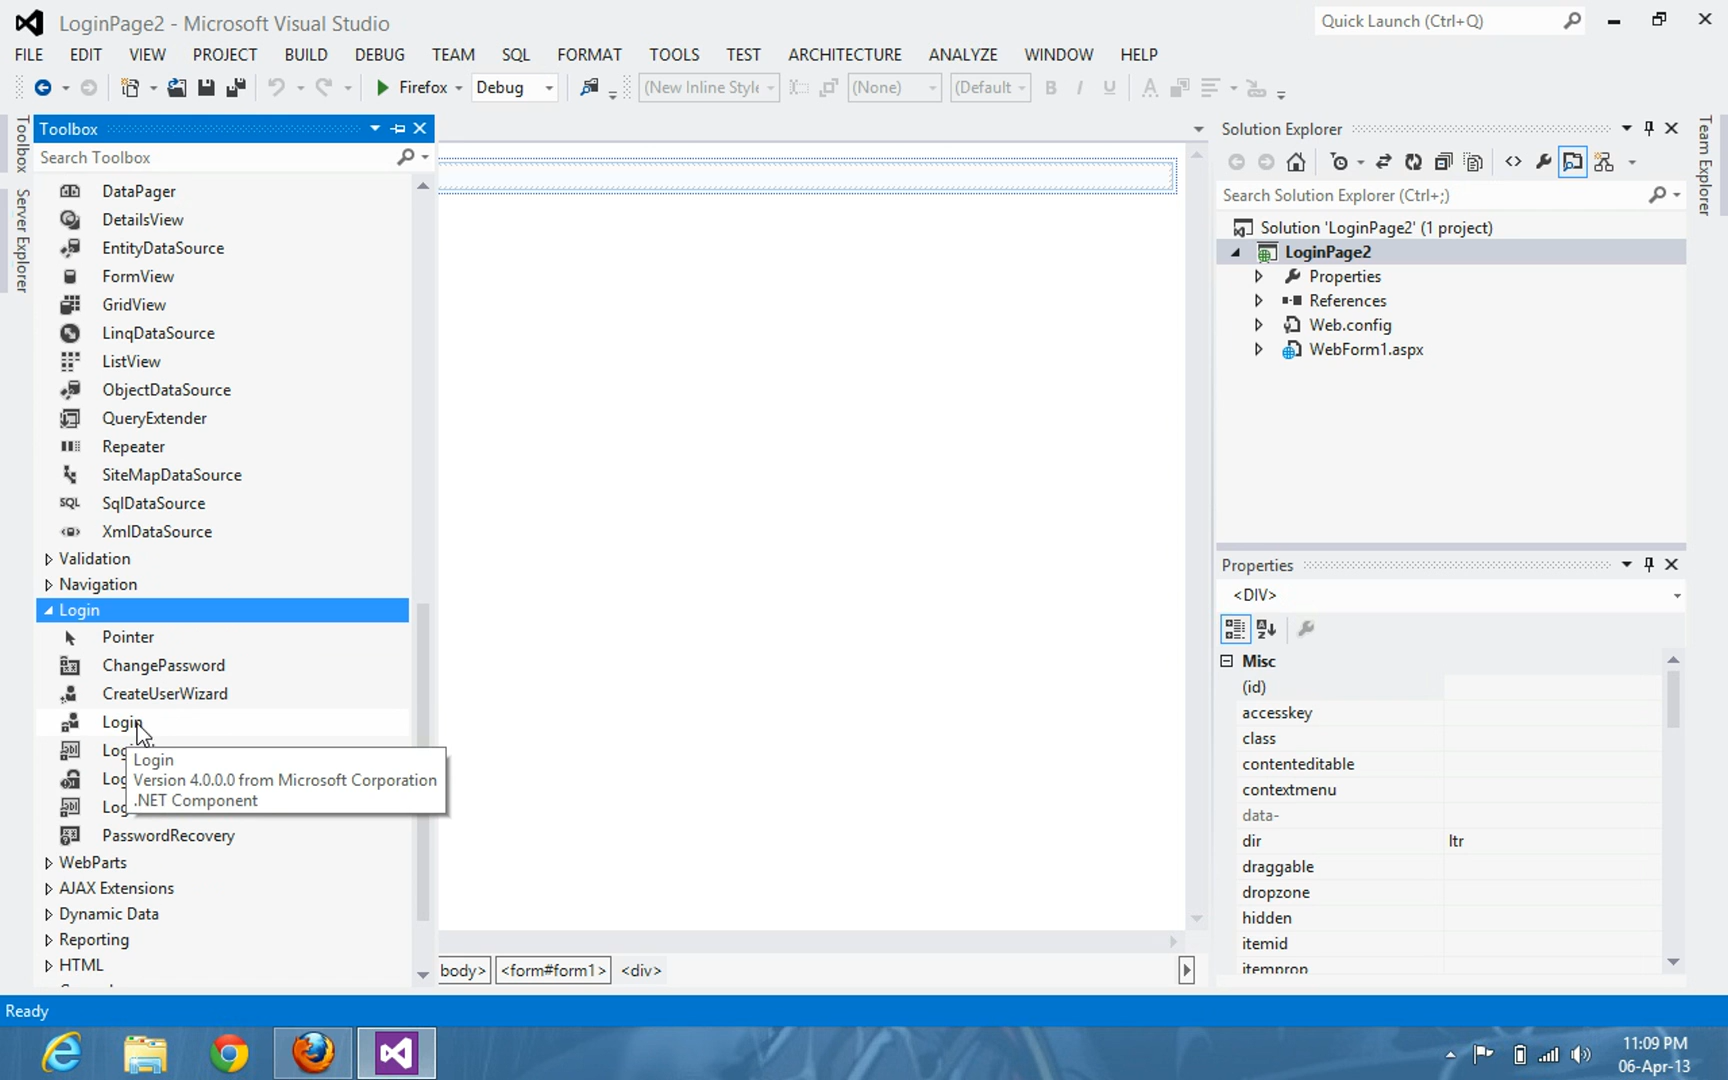 LoginPage2 - Microsoft Visual Studio
Quick Launch (Ctrl+Q)
FILE EDIT VIEW PROJECT BUILD DEBUG TEAM SQL FORMAT TOOLS TEST ARCHITECTURE ANALYZE WINDOW HELP
Firefox Debug (New Inline Style (None) (Default B I U A
Toolbox
Server Explorer
Toolbox
Search Toolbox
DataPager
DetailsView
EntityDataSource
FormView
GridView
LinqDataSource
ListView
ObjectDataSource
QueryExtender
Repeater
SiteMapDataSource
SQL SqlDataSource
XmlDataSource
Validation
Navigation
Login
Pointer
ChangePassword
CreateUserWizard
Login
Login
Version 4.0.0.0 from Microsoft Corporation
.NET Component
PasswordRecovery
WebParts
AJAX Extensions
Dynamic Data
Reporting
HTML
body> <form#form1> <div>
Solution Explorer
Search Solution Explorer (Ctrl+;)
Solution 'LoginPage2' (1 project)
LoginPage2
Properties
References
Web.config
WebForm1.aspx
Team Explorer
Properties
<DIV>
Misc
(id)
accesskey
class
contenteditable
contextmenu
data-
dir ltr
draggable
dropzone
hidden
itemid
itemprop
Ready
11:09 PM
06-Apr-13